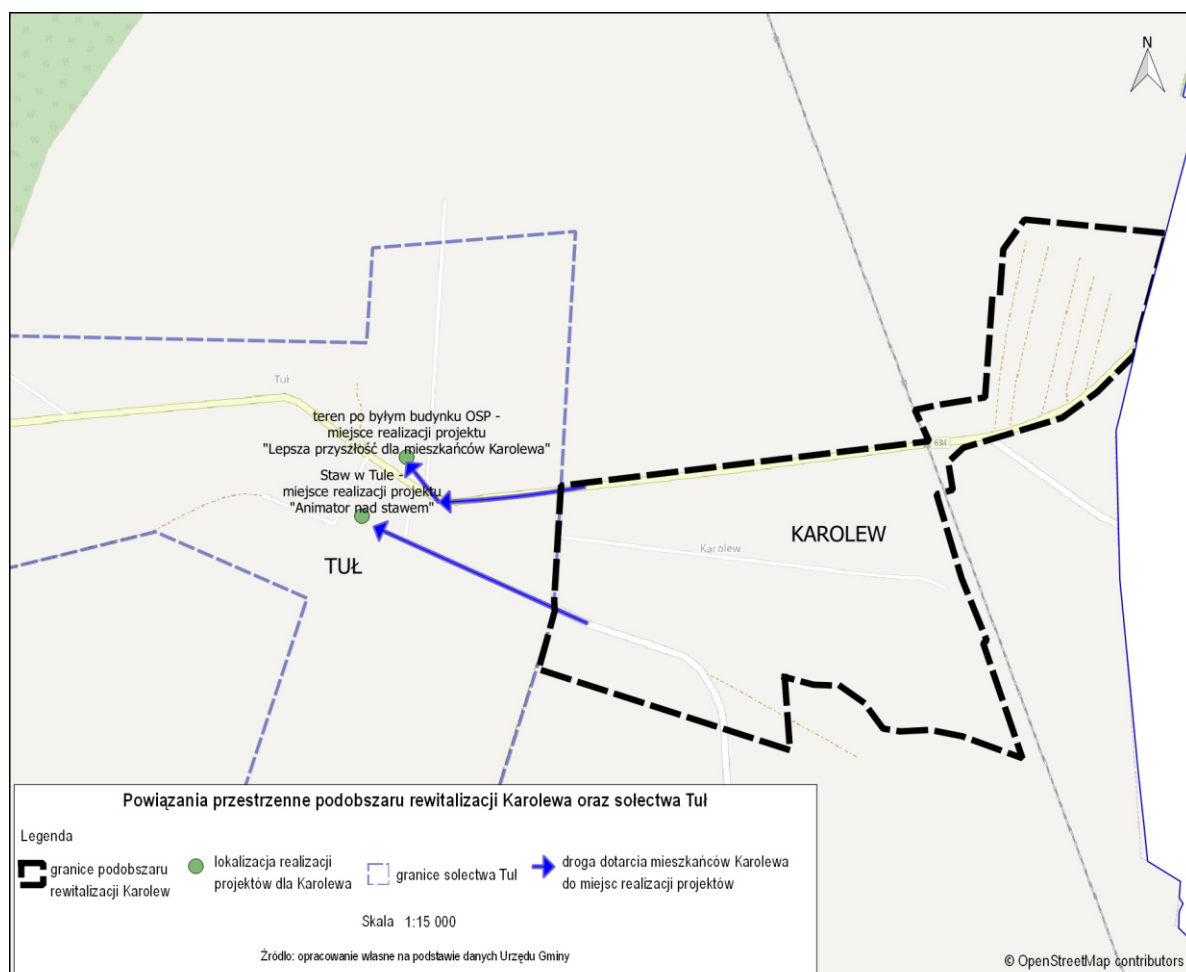 N
Tuł
teren po byłym budynku OSP -
miejsce realizacji projektu
"Lepsza przyszłość dla mieszkańców Karolewa"
Staw w Tule -
miejsce realizacji projektu
"Animator nad stawem"
634
KAROLEW
Karolew
TUŁ
Powiązania przestrzenne podobszaru rewitalizacji Karolewa oraz sołectwa Tuł
Legenda
granice podobszaru
rewitalizacji Karolew
lokalizacja realizacji
projektów dla Karolewa
granice sołectwa Tuł
droga dotarcia mieszkańców Karolewa
do miejsc realizacji projektów
Skala 1:15 000
Źródło: opracowanie własne na podstawie danych Urzędu Gminy
© OpenStreetMap contributors